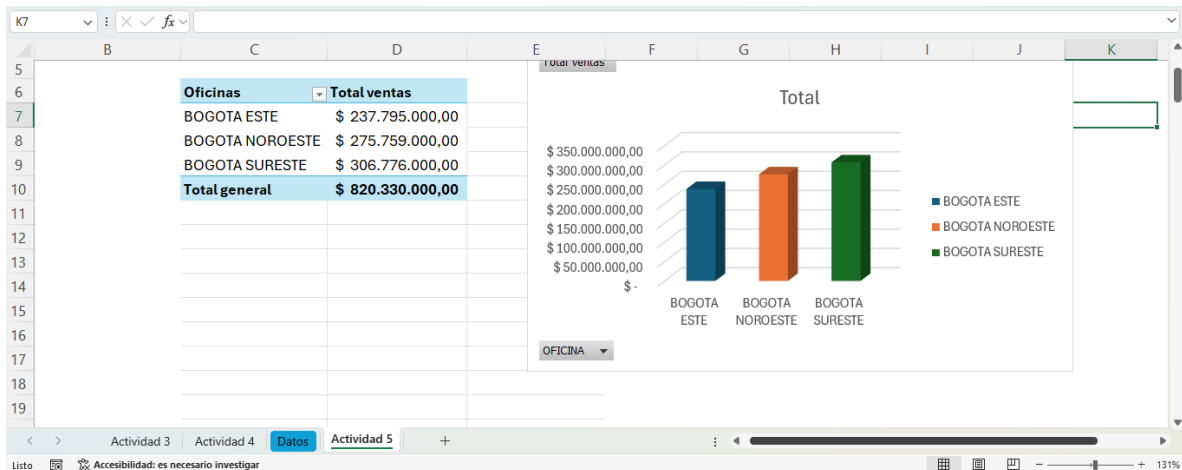 K7
fx
B C D E F G H I J K
5
Total ventas
6 Oficinas Total ventas
7 BOGOTA ESTE $ 237.795.000,00
8 BOGOTA NOROESTE $ 275.759.000,00
9 BOGOTA SURESTE $ 306.776.000,00
10 Total general $ 820.330.000,00
11
12
13
14
15
16
17
18
19
Total
$ 350.000.000,00
$ 300.000.000,00
$ 250.000.000,00
$ 200.000.000,00
$ 150.000.000,00
$ 100.000.000,00
$ 50.000.000,00
$ -
BOGOTA
ESTE
BOGOTA
NOROESTE
BOGOTA
SURESTE
BOGOTA ESTE
BOGOTA NOROESTE
BOGOTA SURESTE
OFICINA
Actividad 3 Actividad 4 Datos Actividad 5 +
Listo Accesibilidad: es necesario investigar - + 131%